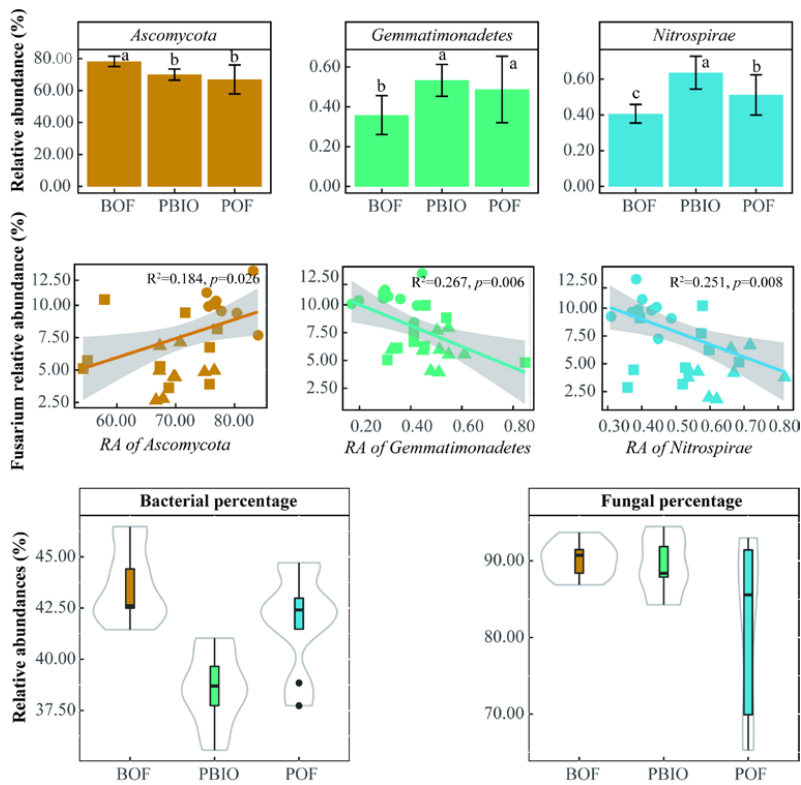 Ascomycota
Gemmatimonadetes
Nitrospirae
Relative abundance (%)
80.00
60.00
40.00
20.00
0.00
a
b
b
BOF
PBIO
POF
0.60
0.40
0.20
0.00
b
a
a
BOF
PBIO
POF
0.60
0.40
0.20
0.00
c
a
b
BOF
PBIO
POF
Fusarium relative abundance (%)
12.50
10.00
7.50
5.00
2.50
R²=0.184, p=0.026
60.00 70.00 80.00
RA of Ascomycota
12.50
10.00
7.50
5.00
2.50
R²=0.267, p=0.006
0.20 0.40 0.60 0.80
RA of Gemmatimonadetes
12.50
10.00
7.50
5.00
2.50
R²=0.251, p=0.008
0.30 0.40 0.50 0.60 0.70 0.80
RA of Nitrospirae
Relative abundances (%)
Bacterial percentage
45.00
42.50
40.00
37.50
BOF
PBIO
POF
Fungal percentage
90.00
80.00
70.00
BOF
PBIO
POF